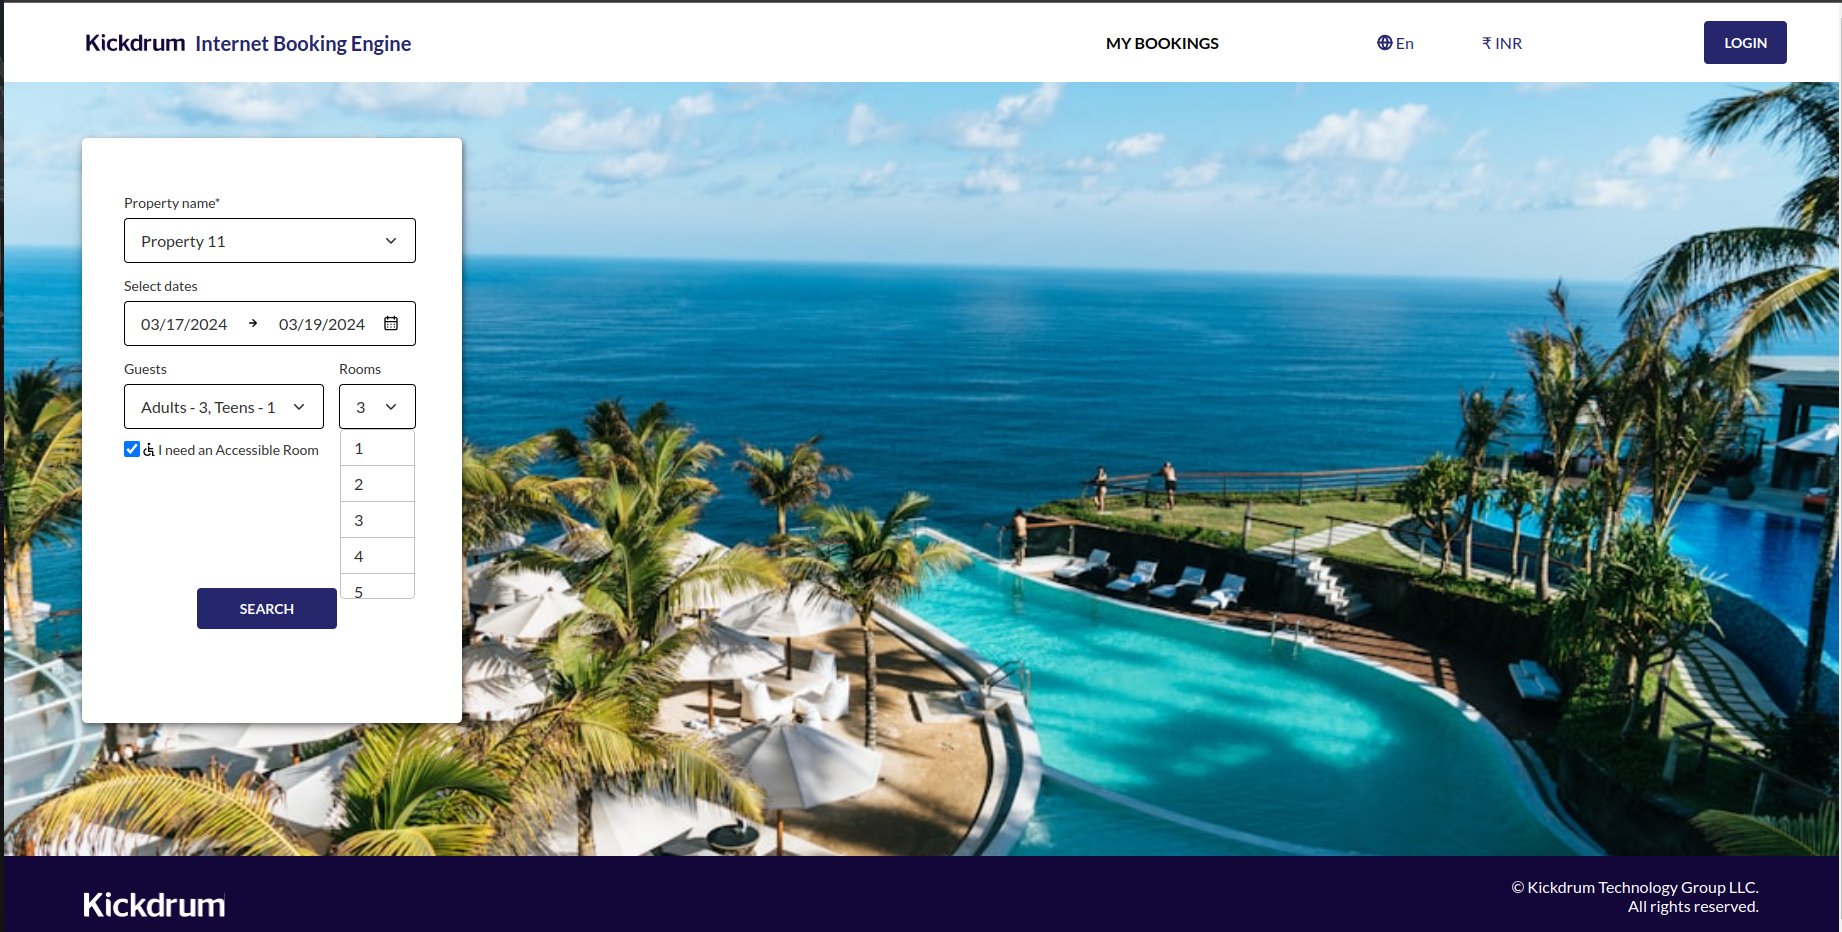 Kickdrum Internet Booking Engine
MY BOOKINGS
En
₹ INR
LOGIN
Property name*
Property 11
Select dates
03/17/2024 → 03/19/2024
Guests
Rooms
Adults - 3, Teens - 1
3
I need an Accessible Room
1
2
3
4
5
SEARCH
Kickdrum
© Kickdrum Technology Group LLC.
All rights reserved.